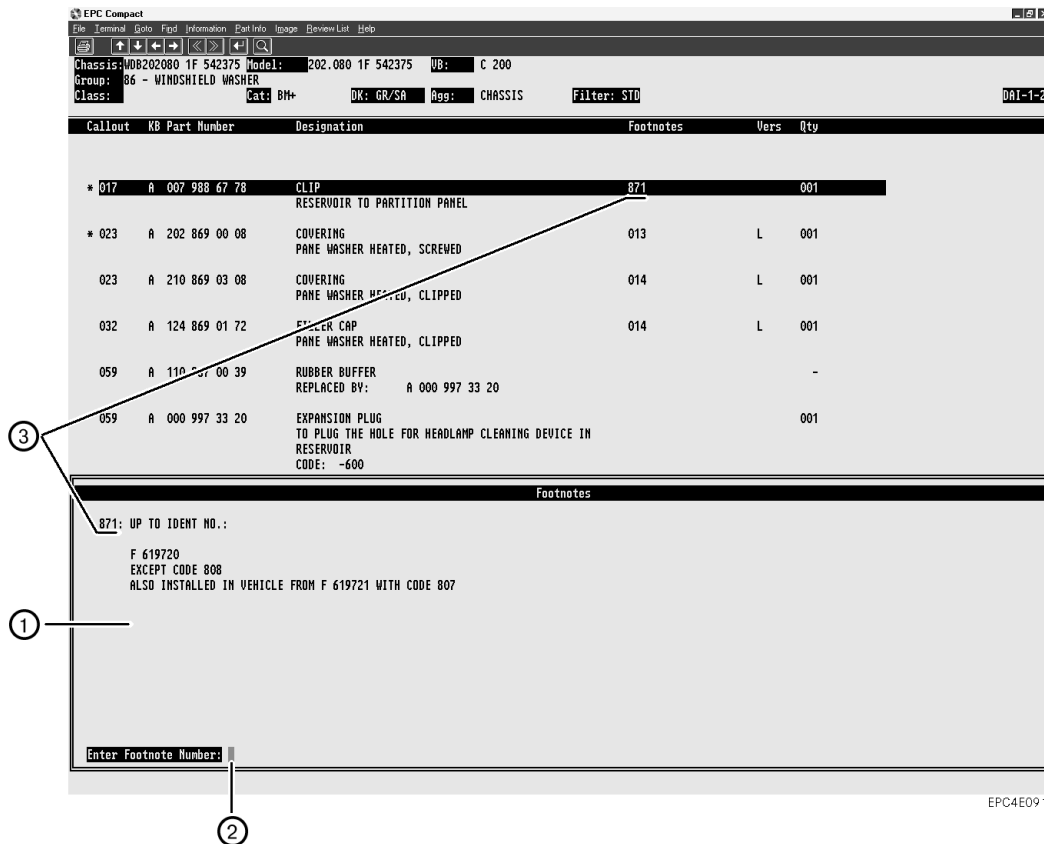 EPC Compact
File Terminal Goto Find Information Part Info Image Review List Help
Chassis: WDB202080 1F 542375 Model: 202.080 1F 542375 VB: C 200
Group: 86 - WINDSHIELD WASHER
Class: Cat: BM+ DK: GR/SA Agg: CHASSIS Filter: STD DAI-1-2
Callout KB Part Number Designation Footnotes Vers Qty
* 017 A 007 988 67 78 CLIP 871 001
RESERVOIR TO PARTITION PANEL
* 023 A 202 869 00 08 COVERING 013 L 001
PANE WASHER HEATED, SCREWED
023 A 210 869 03 08 COVERING 014 L 001
PANE WASHER HEATED, CLIPPED
032 A 124 869 01 72 FILLER CAP 014 L 001
PANE WASHER HEATED, CLIPPED
059 A 110 00 39 RUBBER BUFFER -
REPLACED BY: A 000 997 33 20
059 A 000 997 33 20 EXPANSION PLUG 001
TO PLUG THE HOLE FOR HEADLAMP CLEANING DEVICE IN
RESERVOIR
CODE: -600
3
Footnotes
871: UP TO IDENT NO.:
F 619720
EXCEPT CODE 808
ALSO INSTALLED IN VEHICLE FROM F 619721 WITH CODE 807
1
Enter Footnote Number:
2
EPC4E091